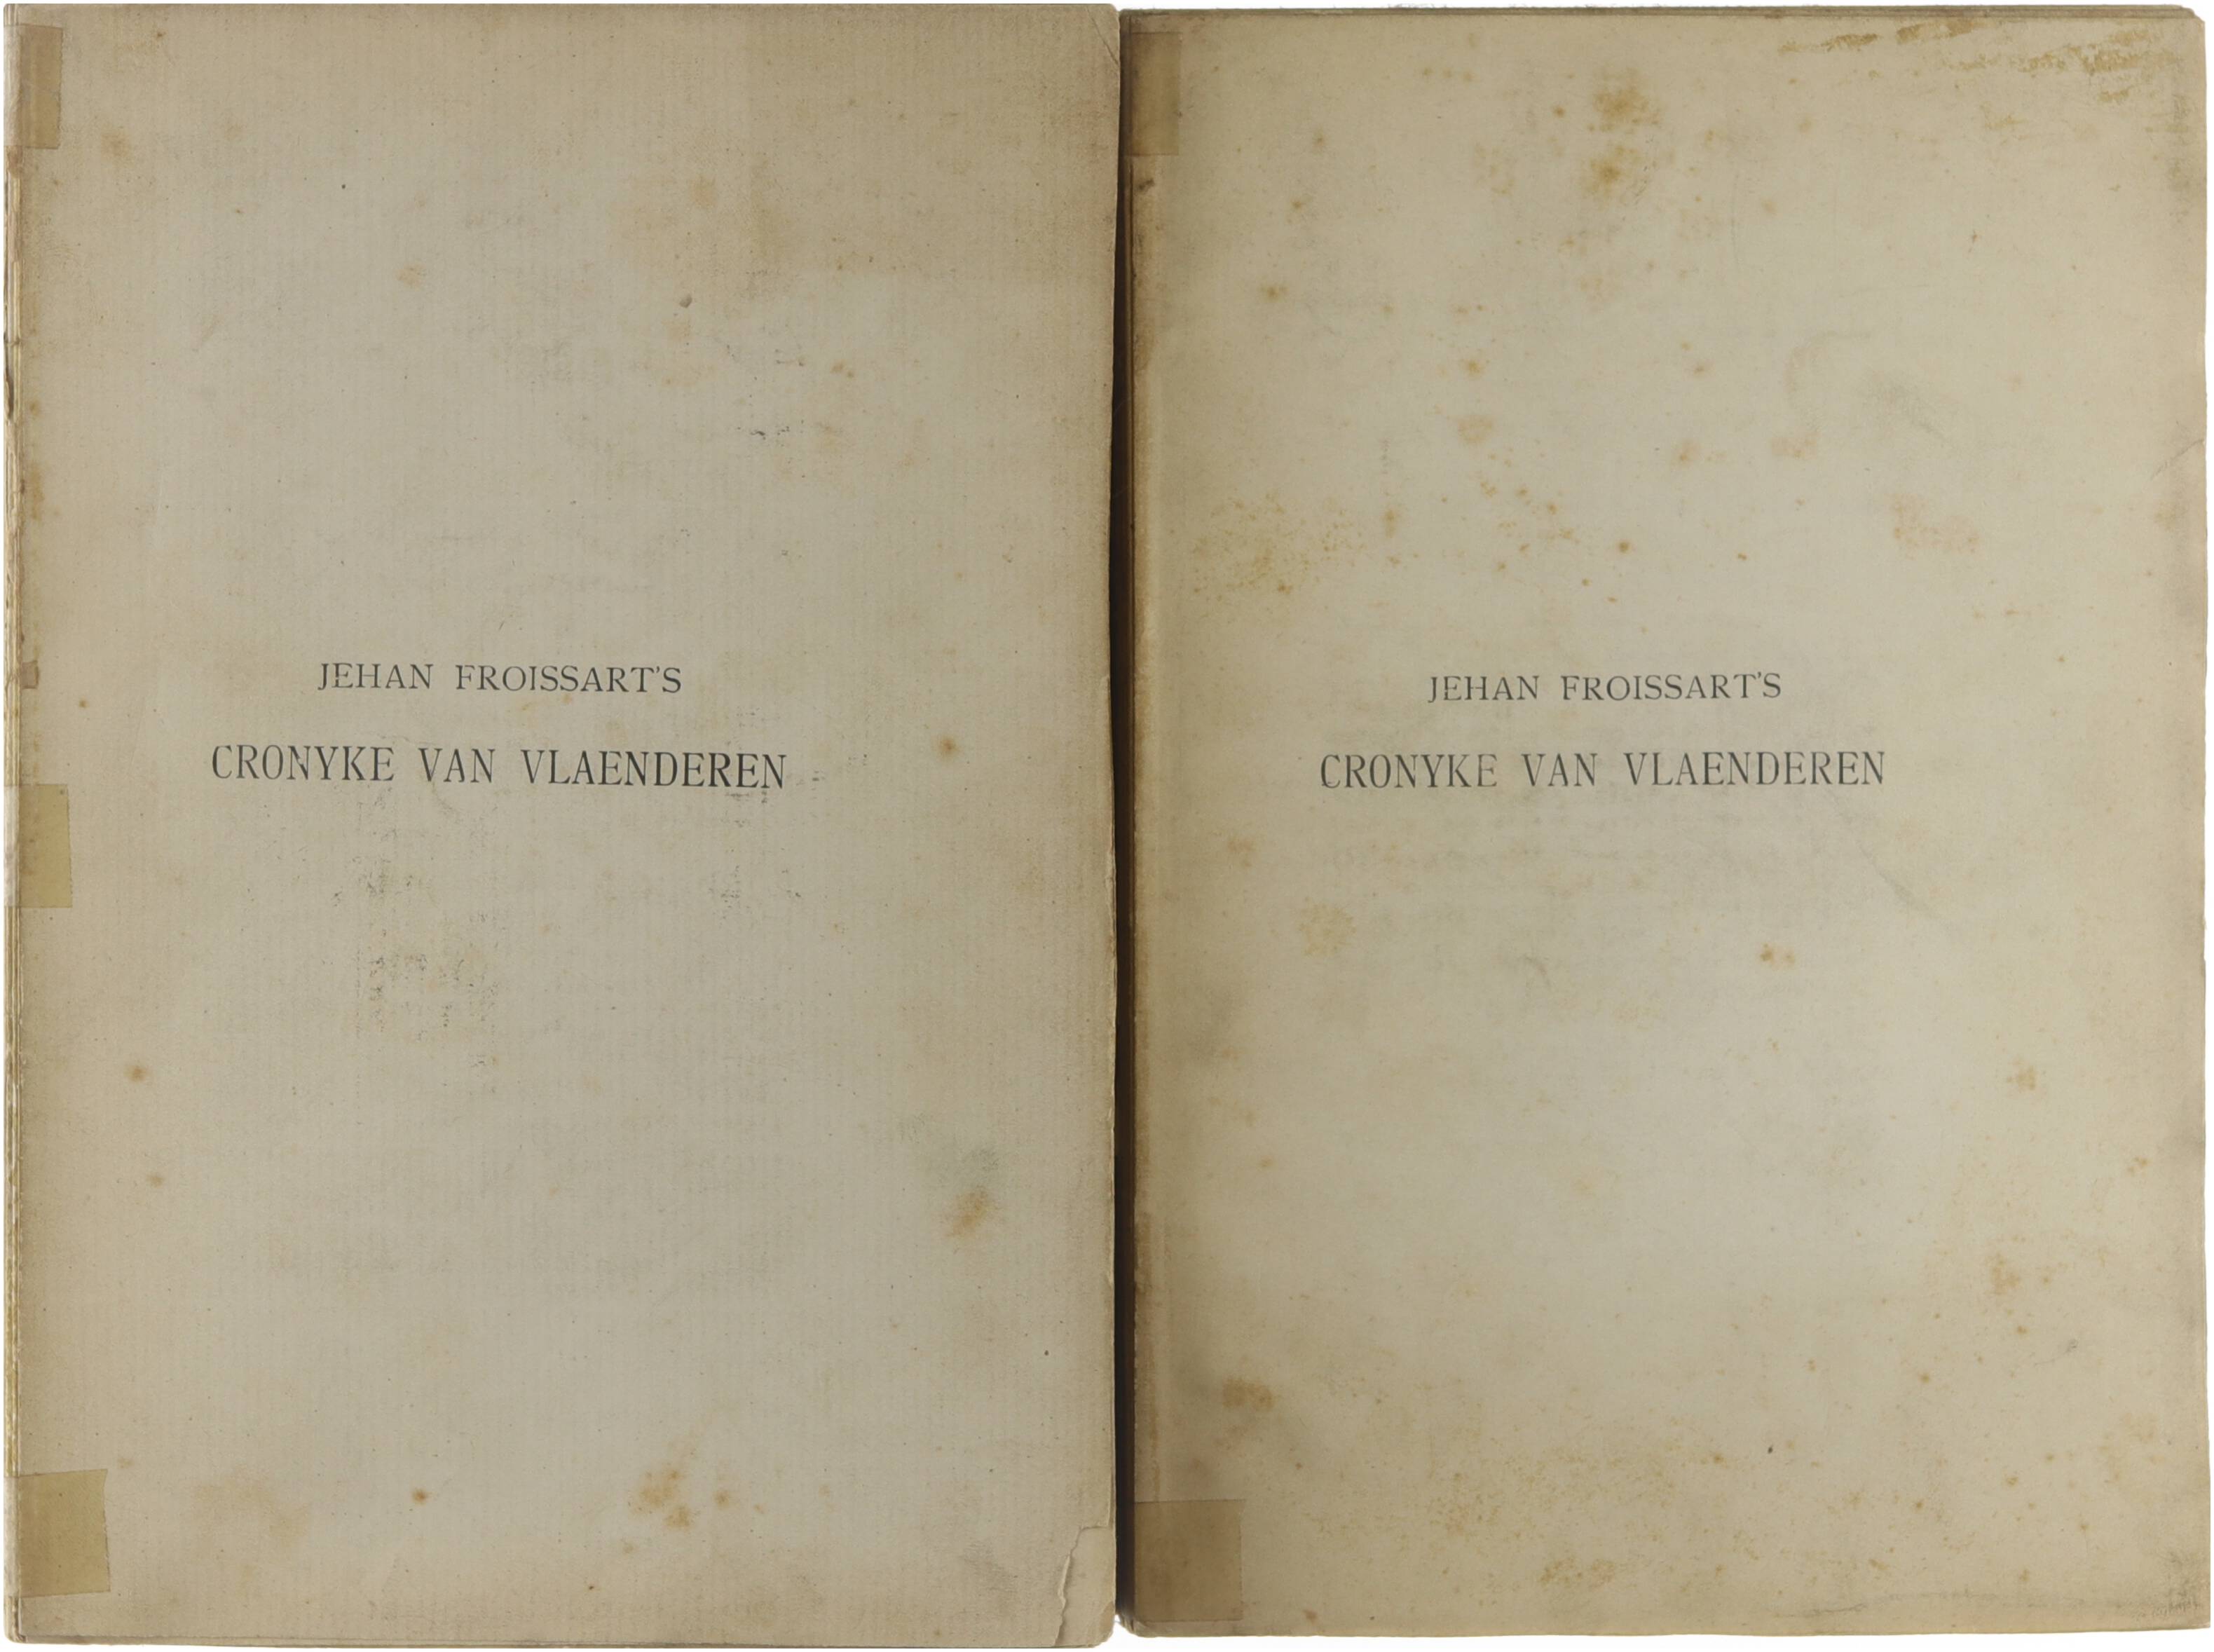 JEHAN FROISSART'S
CRONYKE VAN VLAENDEREN
JEHAN FROISSART'S
CRONYKE VAN VLAENDEREN